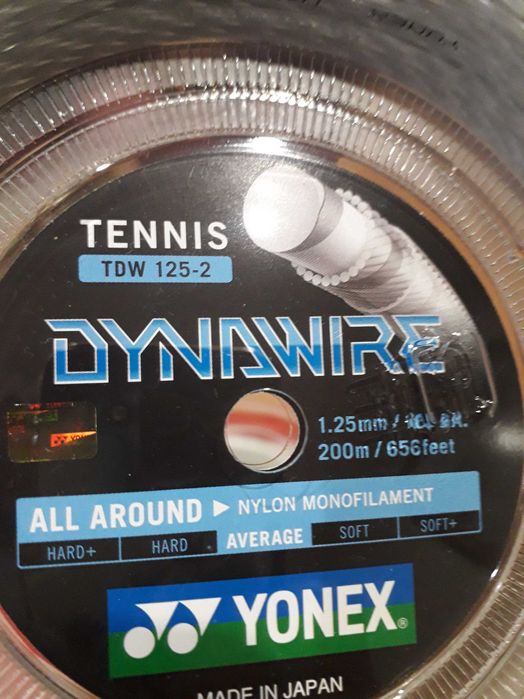 TENNIS
TDW 125-2
DYNAWIRE
1.25mm /
200m / 656feet
YONEX
ALL AROUND ▶ NYLON MONOFILAMENT
HARD+ HARD AVERAGE SOFT SOFT+
YONEX®
MADE IN JAPAN